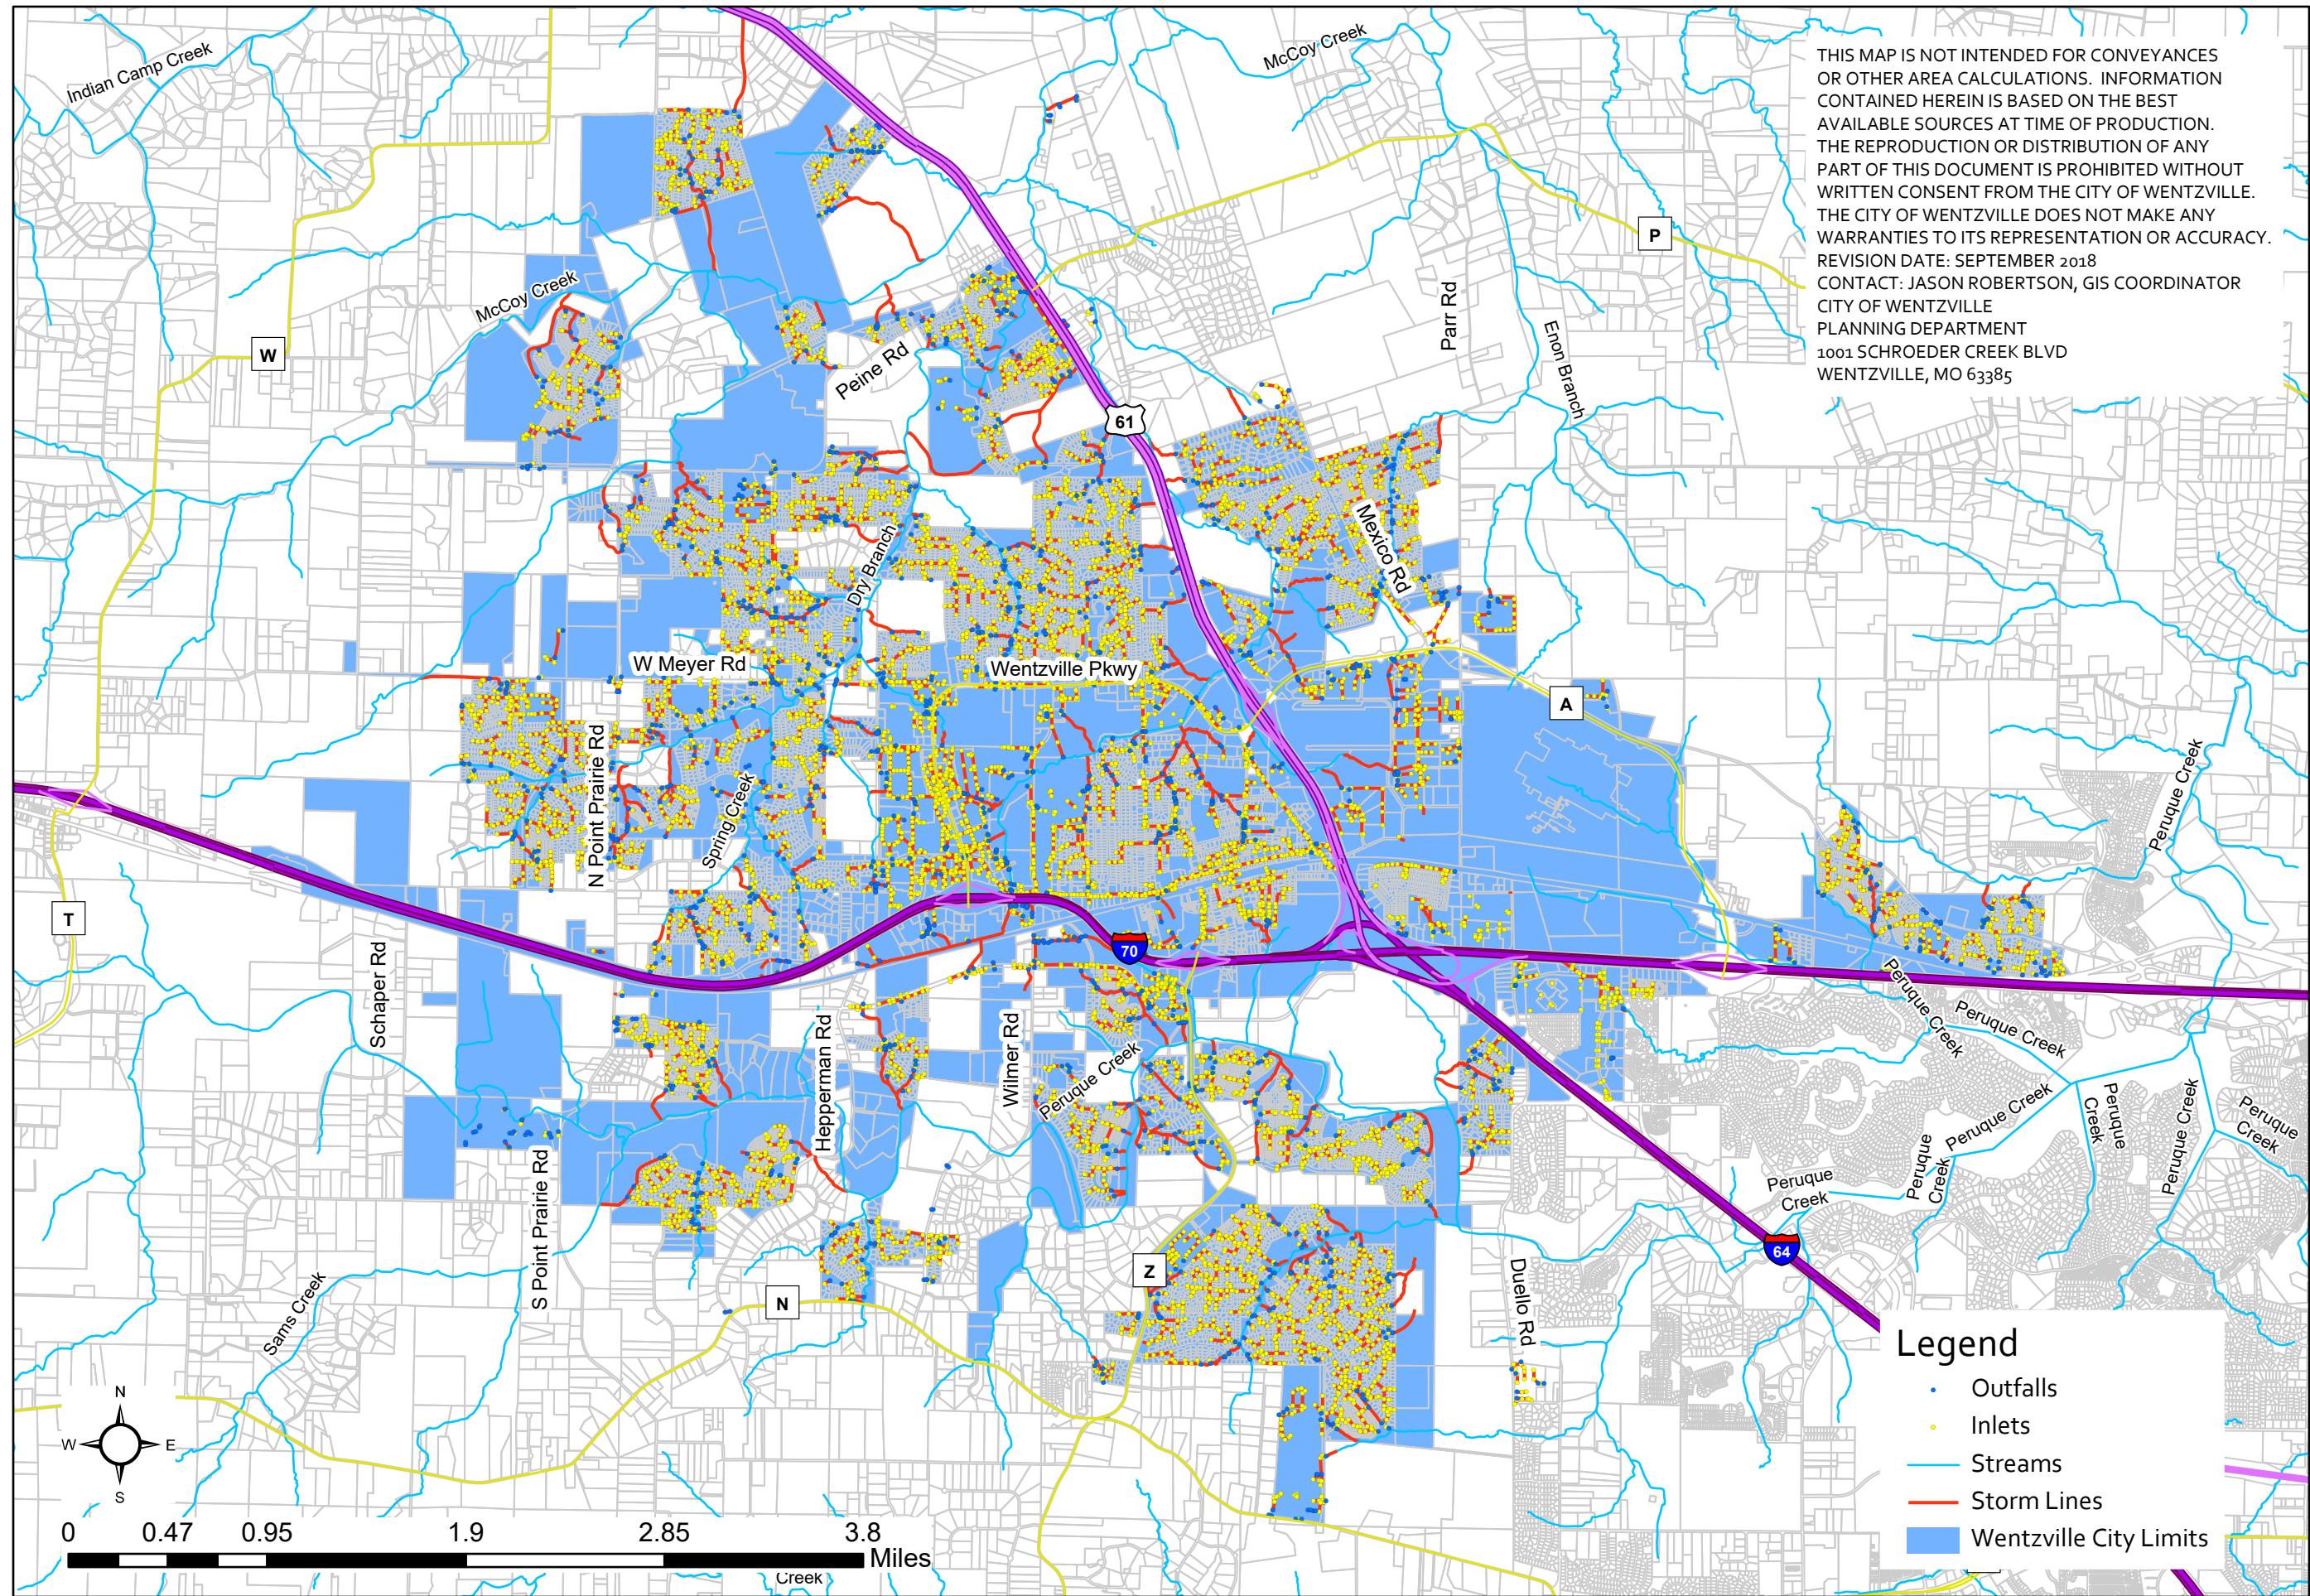 Indian Camp Creek
McCoy Creek
THIS MAP IS NOT INTENDED FOR CONVEYANCES
OR OTHER AREA CALCULATIONS. INFORMATION
CONTAINED HEREIN IS BASED ON THE BEST
AVAILABLE SOURCES AT TIME OF PRODUCTION.
THE REPRODUCTION OR DISTRIBUTION OF ANY
PART OF THIS DOCUMENT IS PROHIBITED WITHOUT
WRITTEN CONSENT FROM THE CITY OF WENTZVILLE.
THE CITY OF WENTZVILLE DOES NOT MAKE ANY
WARRANTIES TO ITS REPRESENTATION OR ACCURACY.
REVISION DATE: SEPTEMBER 2018
CONTACT: JASON ROBERTSON, GIS COORDINATOR
CITY OF WENTZVILLE
PLANNING DEPARTMENT
1001 SCHROEDER CREEK BLVD
WENTZVILLE, MO 63385
P
McCoy Creek
W
Peine Rd
Parr Rd
Enon Branch
61
Mexico Rd
Dry Branch
W Meyer Rd
Wentzville Pkwy
A
N Point Prairie Rd
Spring Creek
Peruque Creek
T
Schaper Rd
70
Peruque Creek
Peruque Creek
Hepperman Rd
Wilmer Rd
Peruque Creek
Peruque Creek
Peruque
Creek
Peruque Creek
Peruque
Creek
Peruque
Creek
Peruque
Creek
S Point Prairie Rd
64
Z
N
Sams Creek
Duello Rd
Legend
Outfalls
Inlets
Streams
Storm Lines
Wentzville City Limits
N
W E
S
0 0.47 0.95 1.9 2.85 3.8
Miles
Creek